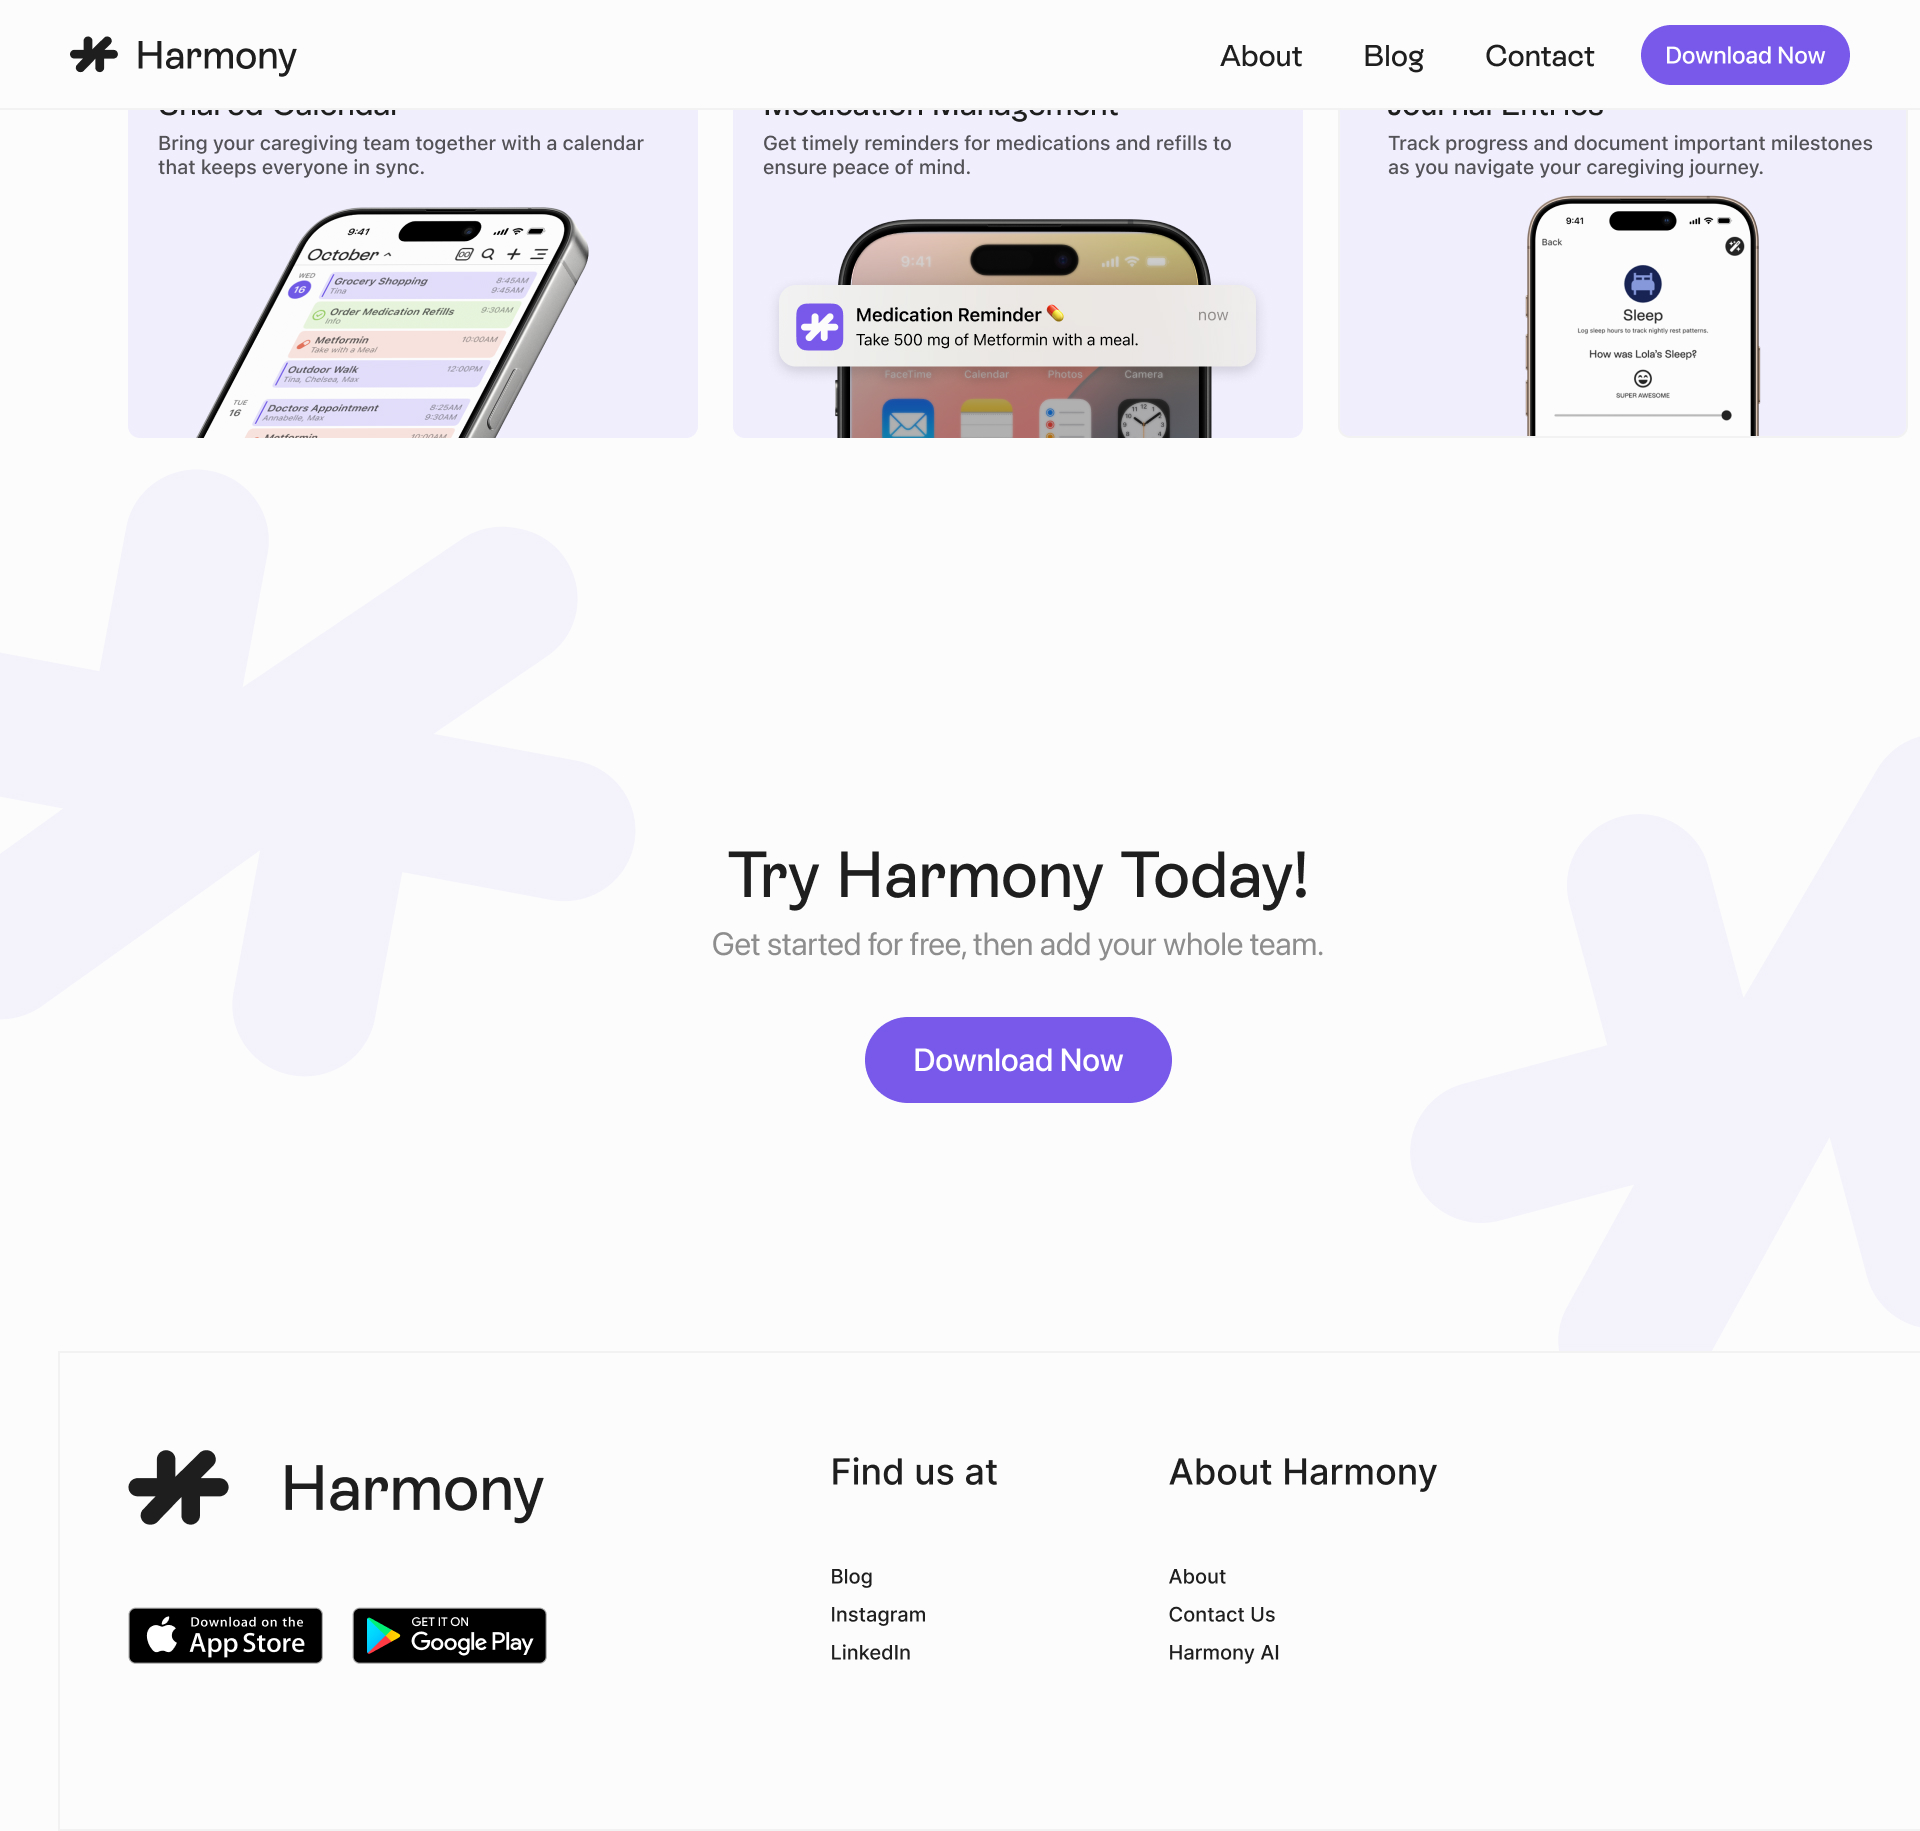 Harmony
About
Blog
Contact
Download Now
Shared Calendar
Bring your caregiving team together with a calendar
that keeps everyone in sync.
9:41
October
WED
16
Grocery Shopping
Tina
8:45AM
9:45AM
Order Medication Refills
Info
9:30AM
Metformin
Take with a Meal
10:00AM
Outdoor Walk
Tina, Chelsea, Max
12:00PM
TUE
16
Doctors Appointment
Annabelle, Max
8:25AM
9:30AM
Metformin
10:00AM
Medication Management
Get timely reminders for medications and refills to
ensure peace of mind.
9:41
Medication Reminder 💊
now
Take 500 mg of Metformin with a meal.
FaceTime
Calendar
Photos
Camera
Journal Entries
Track progress and document important milestones
as you navigate your caregiving journey.
9:41
Back
Sleep
Log sleep hours to track nightly rest patterns.
How was Lola's Sleep?
SUPER AWESOME
Try Harmony Today!
Get started for free, then add your whole team.
Download Now
Harmony
Download on the
App Store
GET IT ON
Google Play
Find us at
Blog
Instagram
LinkedIn
About Harmony
About
Contact Us
Harmony AI